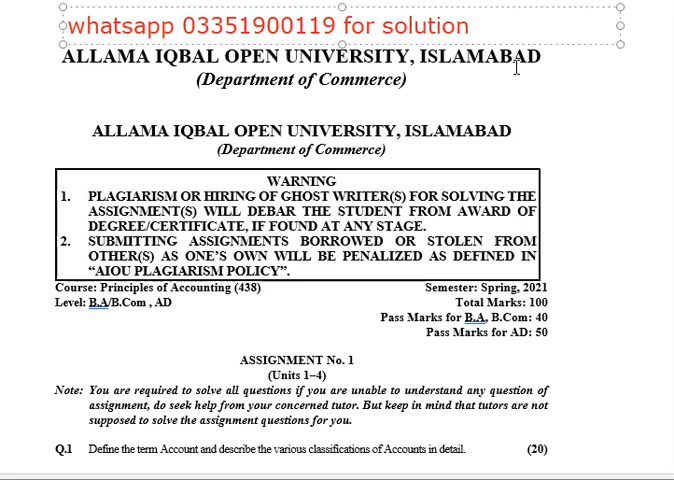 whatsapp 03351900119 for solution
ALLAMA IQBAL OPEN UNIVERSITY, ISLAMABAD
(Department of Commerce)
ALLAMA IQBAL OPEN UNIVERSITY, ISLAMABAD
(Department of Commerce)
WARNING
1. PLAGIARISM OR HIRING OF GHOST WRITER(S) FOR SOLVING THE
ASSIGNMENT(S) WILL DEBAR THE STUDENT FROM AWARD OF
DEGREE/CERTIFICATE, IF FOUND AT ANY STAGE.
2. SUBMITTING ASSIGNMENTS BORROWED OR STOLEN FROM
OTHER(S) AS ONE'S OWN WILL BE PENALIZED AS DEFINED IN
“AIOU PLAGIARISM POLICY”.
Course: Principles of Accounting (438) Semester: Spring, 2021
Level: B.A/B.Com , AD Total Marks: 100
Pass Marks for B.A, B.Com: 40
Pass Marks for AD: 50
ASSIGNMENT No. 1
(Units 1–4)
Note: You are required to solve all questions if you are unable to understand any question of
assignment, do seek help from your concerned tutor. But keep in mind that tutors are not
supposed to solve the assignment questions for you.
Q.1 Define the term Account and describe the various classifications of Accounts in detail. (20)